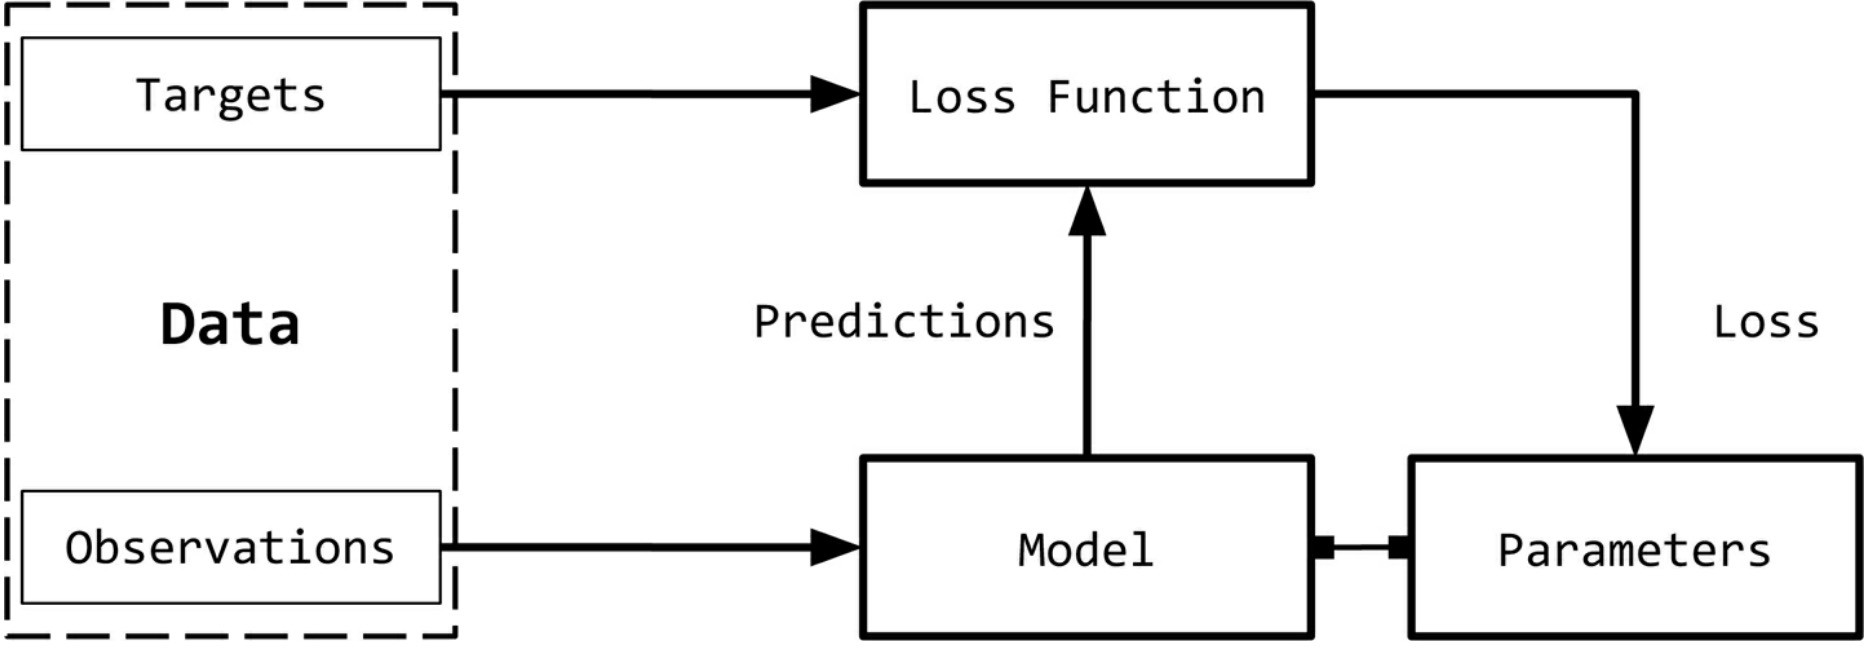 Targets
Loss Function
Data
Predictions
Loss
Observations
Model
Parameters